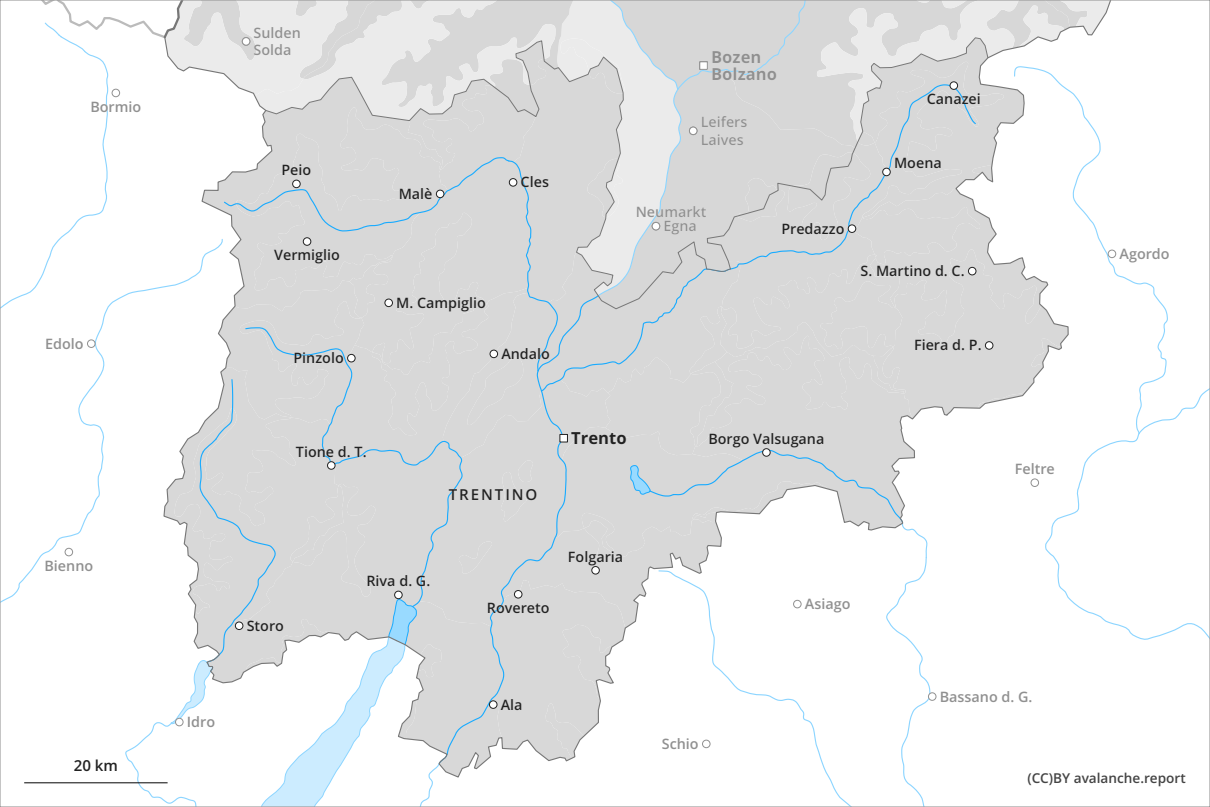 Sulden
Solda
Bozen
Bolzano
Bormio
Canazei
Leifers
Laives
Moena
Peio
Malè
Cles
Neumarkt
Egna
Predazzo
Vermiglio
Agordo
S. Martino d. C.
M. Campiglio
Edolo
Pinzolo
Andalo
Fiera d. P.
Trento
Borgo Valsugana
Tione d. T.
Feltre
TRENTINO
Bienno
Folgaria
Riva d. G.
Rovereto
Asiago
Storo
Bassano d. G.
Ala
Idro
Schio
20 km
(CC)BY avalanche.report